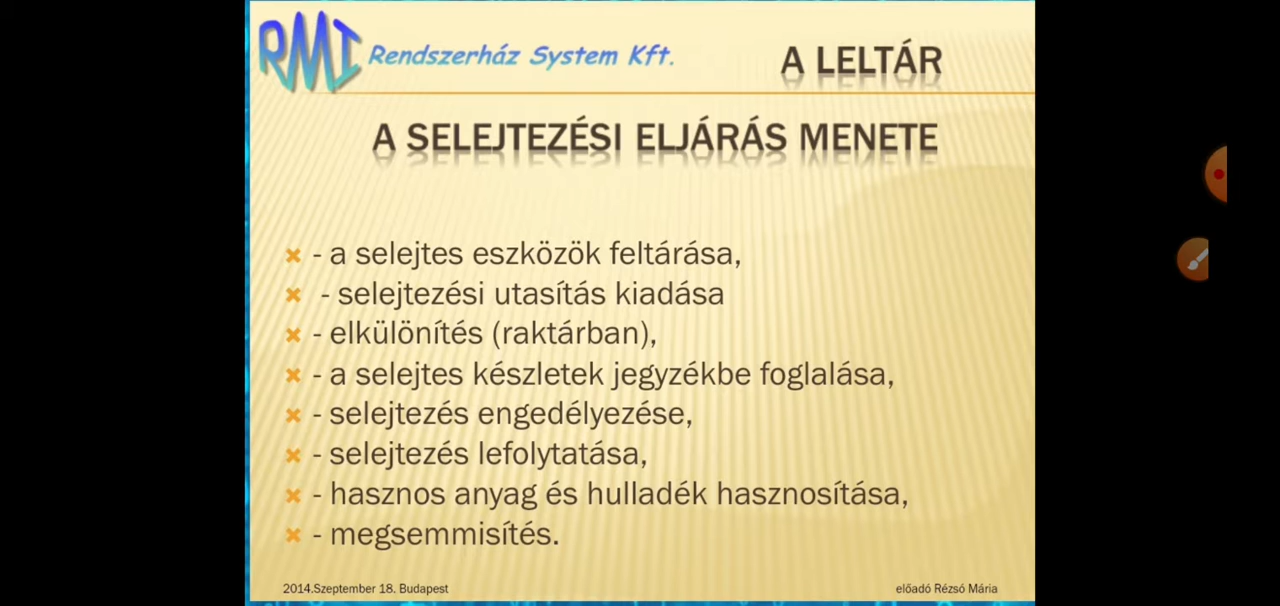 RMI Rendszerház System Kft. A LELTÁR
A SELEJTEZÉSI ELJÁRÁS MENETE
- a selejtes eszközök feltárása,
- selejtezési utasítás kiadása
- elkülönítés (raktárban),
- a selejtes készletek jegyzékbe foglalása,
- selejtezés engedélyezése,
- selejtezés lefolytatása,
- hasznos anyag és hulladék hasznosítása,
- megsemmisítés.
2014.Szeptember 18. Budapest előadó Rézsó Mária